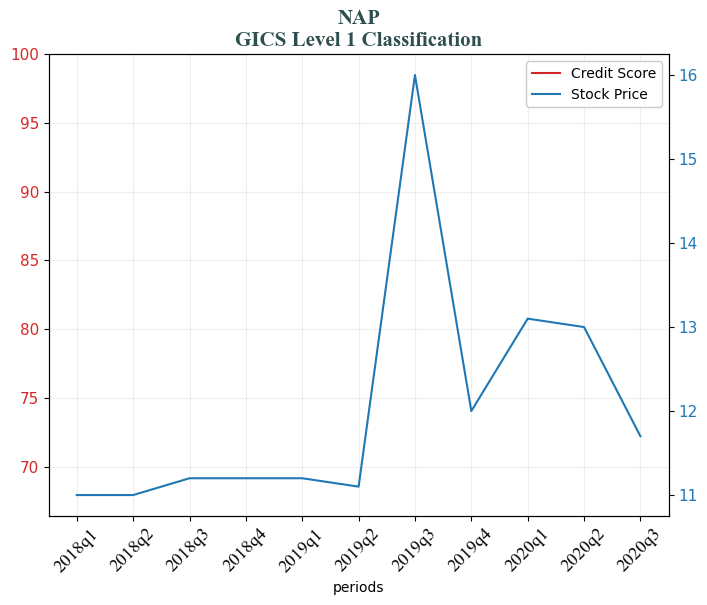 NAP
GICS Level 1 Classification
100
95
90
85
80
75
70
16
15
14
13
12
11
Credit Score
Stock Price
2018q1
2018q2
2018q3
2018q4
2019q1
2019q2
2019q3
2019q4
2020q1
2020q2
2020q3
periods